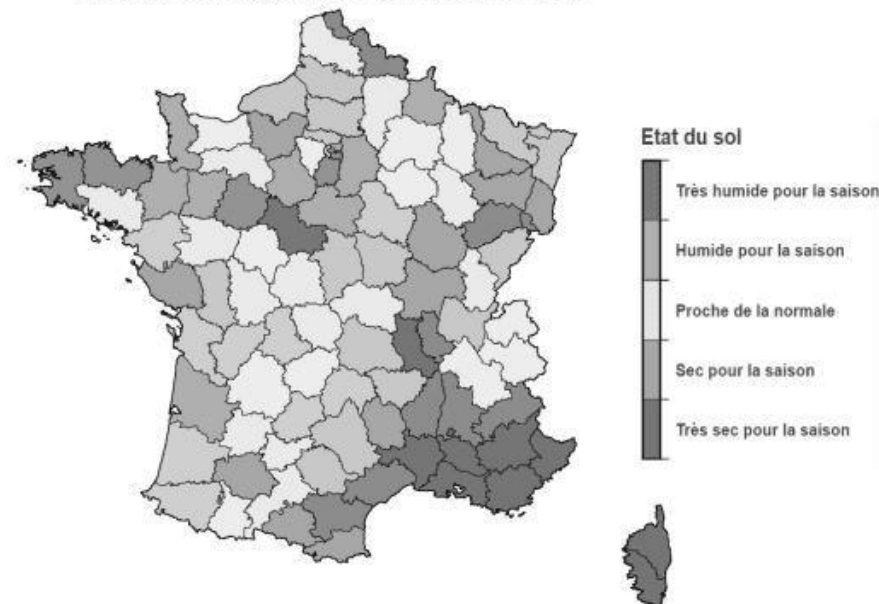 Etat du sol
Très humide pour la saison
Humide pour la saison
Proche de la normale
Sec pour la saison
Très sec pour la saison